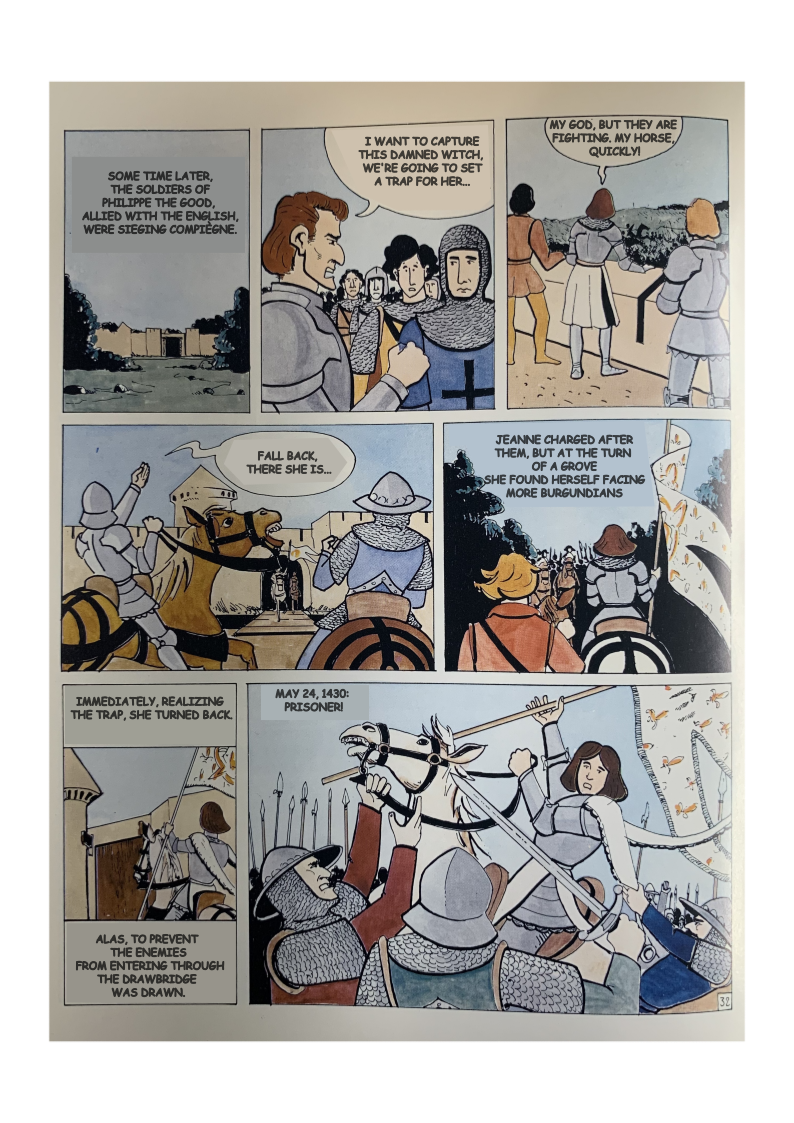 SOME TIME LATER,
THE SOLDIERS OF
PHILIPPE THE GOOD,
ALLIED WITH THE ENGLISH,
WERE SIEGING COMPIÈGNE.
I WANT TO CAPTURE
THIS DAMNED WITCH,
WE'RE GOING TO SET
A TRAP FOR HER...
MY GOD, BUT THEY ARE
FIGHTING. MY HORSE,
QUICKLY!
FALL BACK,
THERE SHE IS...
JEANNE CHARGED AFTER
THEM, BUT AT THE TURN
OF A GROVE
SHE FOUND HERSELF FACING
MORE BURGUNDIANS
IMMEDIATELY, REALIZING
THE TRAP, SHE TURNED BACK.
ALAS, TO PREVENT
THE ENEMIES
FROM ENTERING THROUGH
THE DRAWBRIDGE
WAS DRAWN.
MAY 24, 1430:
PRISONER!
32